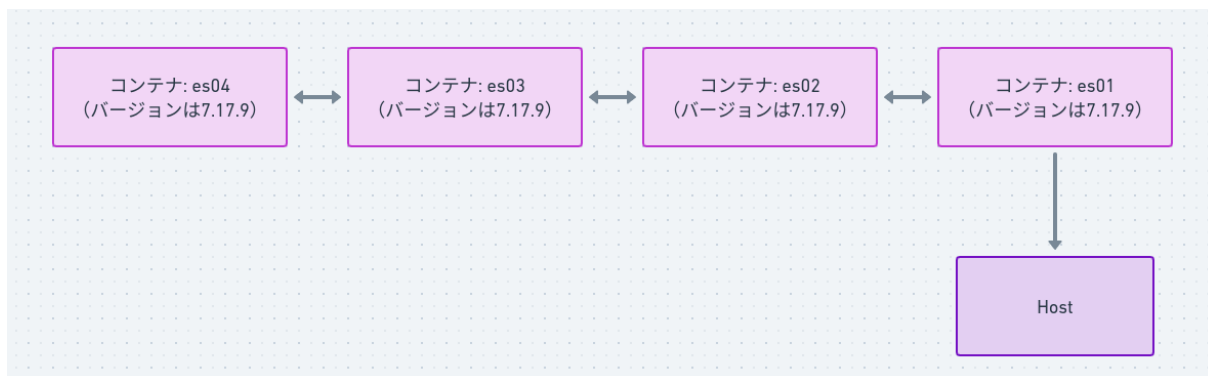 コンテナ: es04
（バージョンは7.17.9）
コンテナ: es03
（バージョンは7.17.9）
コンテナ: es02
（バージョンは7.17.9）
コンテナ: es01
（バージョンは7.17.9）
Host